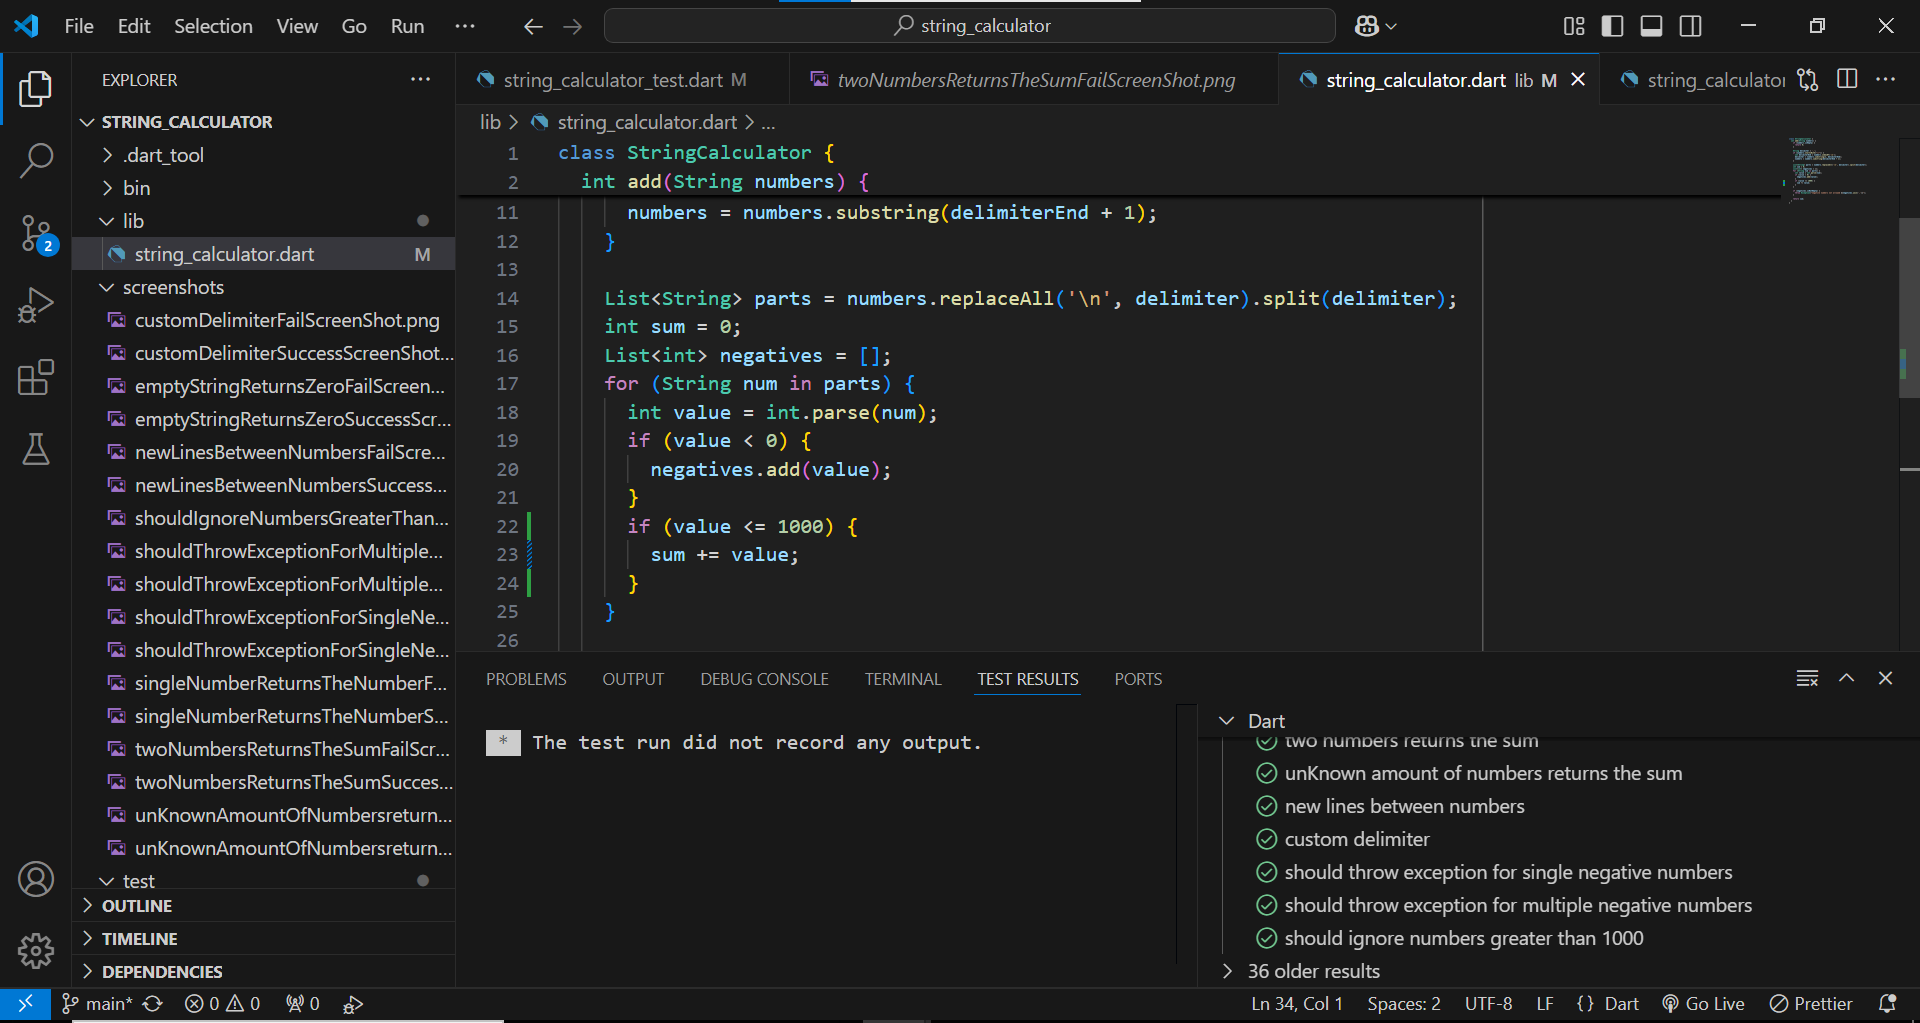 File Edit Selection View Go Run ···
string_calculator
EXPLORER
STRING_CALCULATOR
.dart_tool
bin
lib
string_calculator.dart M
screenshots
customDelimiterFailScreenShot.png
customDelimiterSuccessScreenShot...
emptyStringReturnsZeroFailScreen...
emptyStringReturnsZeroSuccessScr...
newLinesBetweenNumbersFailScre...
newLinesBetweenNumbersSuccess...
shouldIgnoreNumbersGreaterThan...
shouldThrowExceptionForMultiple...
shouldThrowExceptionForMultiple...
shouldThrowExceptionForSingleNe...
shouldThrowExceptionForSingleNe...
singleNumberReturnsTheNumberF...
singleNumberReturnsTheNumberS...
twoNumbersReturnsTheSumFailScr...
twoNumbersReturnsTheSumSucces...
unKnownAmountOfNumbersreturn...
unKnownAmountOfNumbersreturn...
test
OUTLINE
TIMELINE
DEPENDENCIES
2
string_calculator_test.dart M
twoNumbersReturnsTheSumFailScreenShot.png
string_calculator.dart lib M
string_calculator
lib > string_calculator.dart > ...
1 class StringCalculator {
2 int add(String numbers) {
11 numbers = numbers.substring(delimiterEnd + 1);
12 }
13
14 List<String> parts = numbers.replaceAll('\n', delimiter).split(delimiter);
15 int sum = 0;
16 List<int> negatives = [];
17 for (String num in parts) {
18 int value = int.parse(num);
19 if (value < 0) {
20 negatives.add(value);
21 }
22 if (value <= 1000) {
23 sum += value;
24 }
25 }
26
PROBLEMS OUTPUT DEBUG CONSOLE TERMINAL TEST RESULTS PORTS
* The test run did not record any output.
Dart
two numbers returns the sum
unKnown amount of numbers returns the sum
new lines between numbers
custom delimiter
should throw exception for single negative numbers
should throw exception for multiple negative numbers
should ignore numbers greater than 1000
36 older results
main* 0 0 0 Ln 34, Col 1 Spaces: 2 UTF-8 LF {} Dart Go Live Prettier